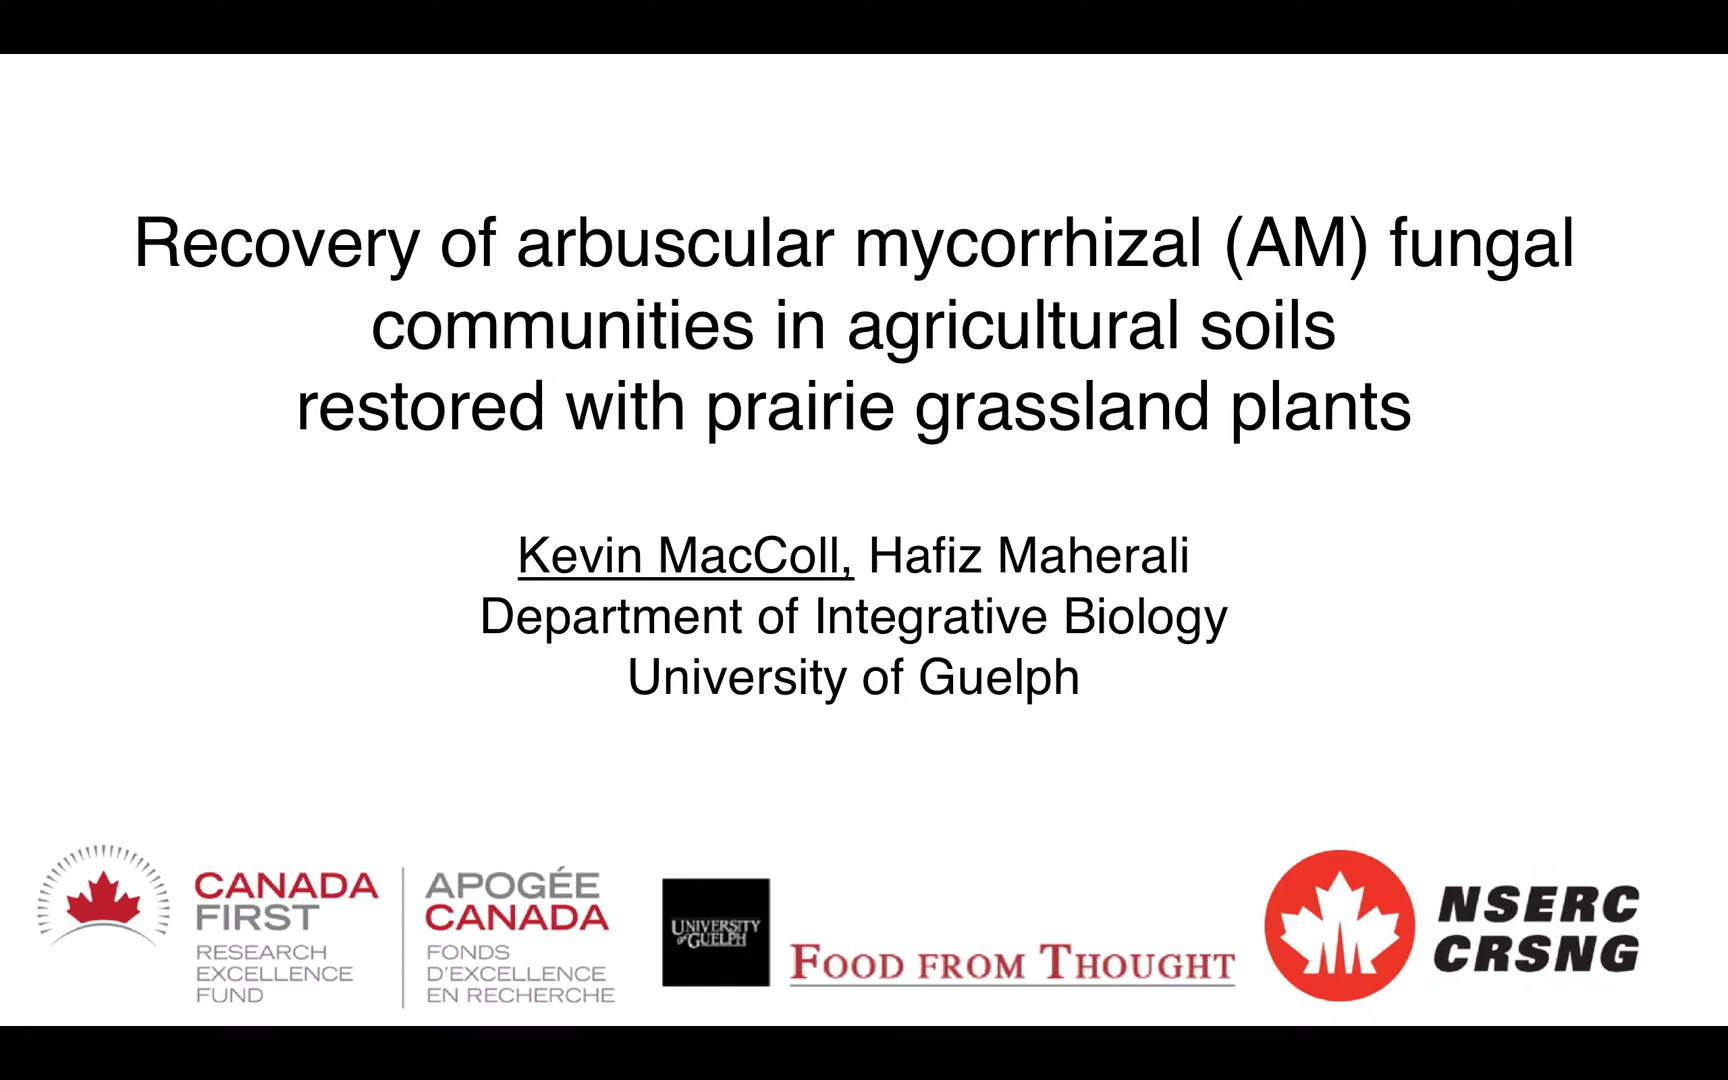 Recovery of arbuscular mycorrhizal (AM) fungal
communities in agricultural soils
restored with prairie grassland plants
Kevin MacColl, Hafiz Maherali
Department of Integrative Biology
University of Guelph
CANADA
FIRST
RESEARCH
EXCELLENCE
FUND
APOGÉE
CANADA
FONDS
D'EXCELLENCE
EN RECHERCHE
UNIVERSITY
of GUELPH
FOOD FROM THOUGHT
NSERC
CRSNG